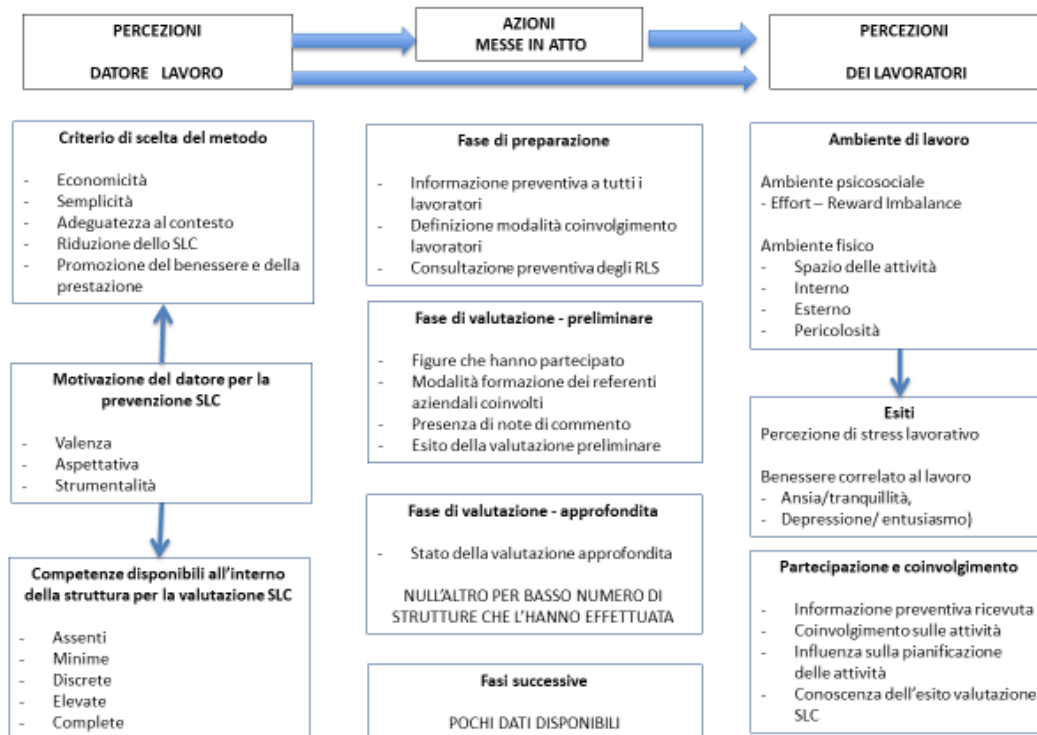 PERCEZIONI
DATORE LAVORO
AZIONI
MESSE IN ATTO
PERCEZIONI
DEI LAVORATORI
Criterio di scelta del metodo
- Economicità
- Semplicità
- Adeguatezza al contesto
- Riduzione dello SLC
- Promozione del benessere e della
prestazione
Motivazione del datore per la
prevenzione SLC
- Valenza
- Aspettativa
- Strumentalità
Competenze disponibili all'interno
della struttura per la valutazione SLC
- Assenti
- Minime
- Discrete
- Elevate
- Complete
Fase di preparazione
- Informazione preventiva a tutti i
lavoratori
- Definizione modalità coinvolgimento
lavoratori
- Consultazione preventiva degli RLS
Fase di valutazione - preliminare
- Figure che hanno partecipato
- Modalità formazione dei referenti
aziendali coinvolti
- Presenza di note di commento
- Esito della valutazione preliminare
Fase di valutazione - approfondita
- Stato della valutazione approfondita
NULL'ALTRO PER BASSO NUMERO DI
STRUTTURE CHE L'HANNO EFFETTUATA
Fasi successive
POCHI DATI DISPONIBILI
Ambiente di lavoro
Ambiente psicosociale
- Effort – Reward Imbalance
Ambiente fisico
- Spazio delle attività
- Interno
- Esterno
- Pericolosità
Esiti
Percezione di stress lavorativo
Benessere correlato al lavoro
- Ansia/tranquillità,
- Depressione/ entusiasmo)
Partecipazione e coinvolgimento
- Informazione preventiva ricevuta
- Coinvolgimento sulle attività
- Influenza sulla pianificazione
delle attività
- Conoscenza dell'esito valutazione
SLC